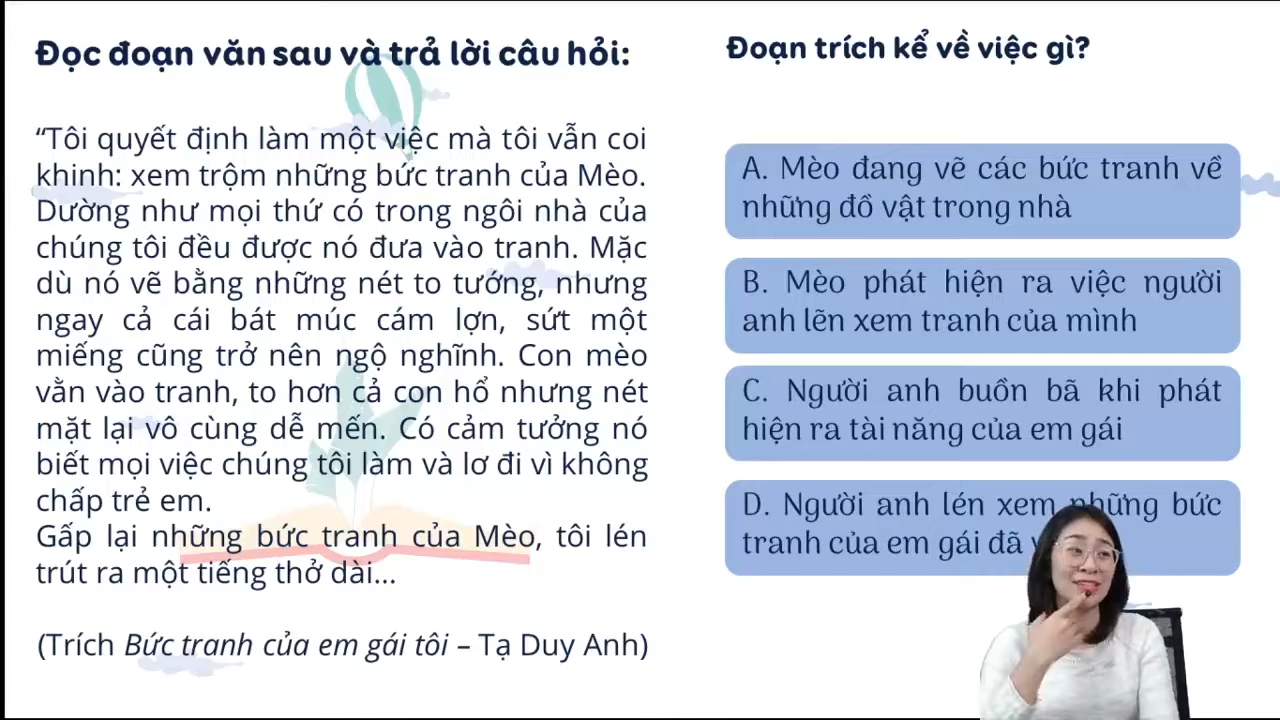 Đọc đoạn văn sau và trả lời câu hỏi:
“Tôi quyết định làm một việc mà tôi vẫn coi
khinh: xem trộm những bức tranh của Mèo.
Dường như mọi thứ có trong ngôi nhà của
chúng tôi đều được nó đưa vào tranh. Mặc
dù nó vẽ bằng những nét to tướng, nhưng
ngay cả cái bát múc cám lợn, sứt một
miếng cũng trở nên ngộ nghĩnh. Con mèo
vằn vào tranh, to hơn cả con hổ nhưng nét
mặt lại vô cùng dễ mến. Có cảm tưởng nó
biết mọi việc chúng tôi làm và lơ đi vì không
chấp trẻ em.
Gấp lại những bức tranh của Mèo, tôi lén
trút ra một tiếng thở dài...
(Trích Bức tranh của em gái tôi – Tạ Duy Anh)
Đoạn trích kể về việc gì?
A. Mèo đang vẽ các bức tranh về
những đồ vật trong nhà
B. Mèo phát hiện ra việc người
anh lẽn xem tranh của mình
C. Người anh buồn bã khi phát
hiện ra tài năng của em gái
D. Người anh lén xem những bức
tranh của em gái đã